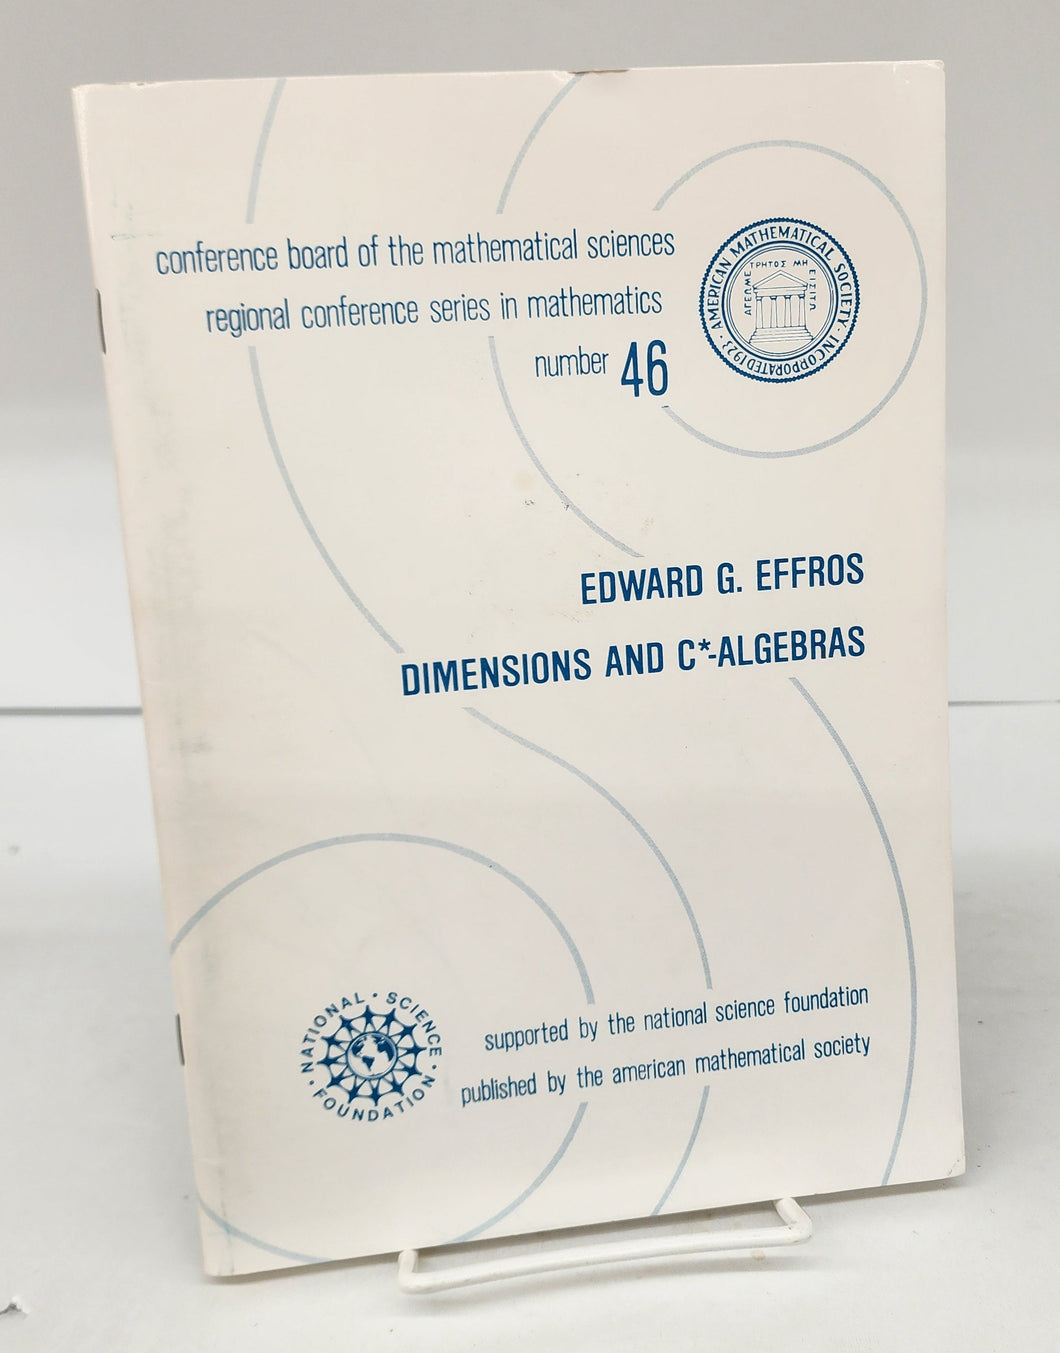 conference board of the mathematical sciences
regional conference series in mathematics
number 46
AMERICAN MATHEMATICAL SOCIETY · INCORPORATED 1923 ·
ΑΓΕΩΜΕΤΡΗΤΟΣ ΜΗ ΕΙΣΙΤΩ
EDWARD G. EFFROS
DIMENSIONS AND C*-ALGEBRAS
· NATIONAL · SCIENCE · FOUNDATION
supported by the national science foundation
published by the american mathematical society